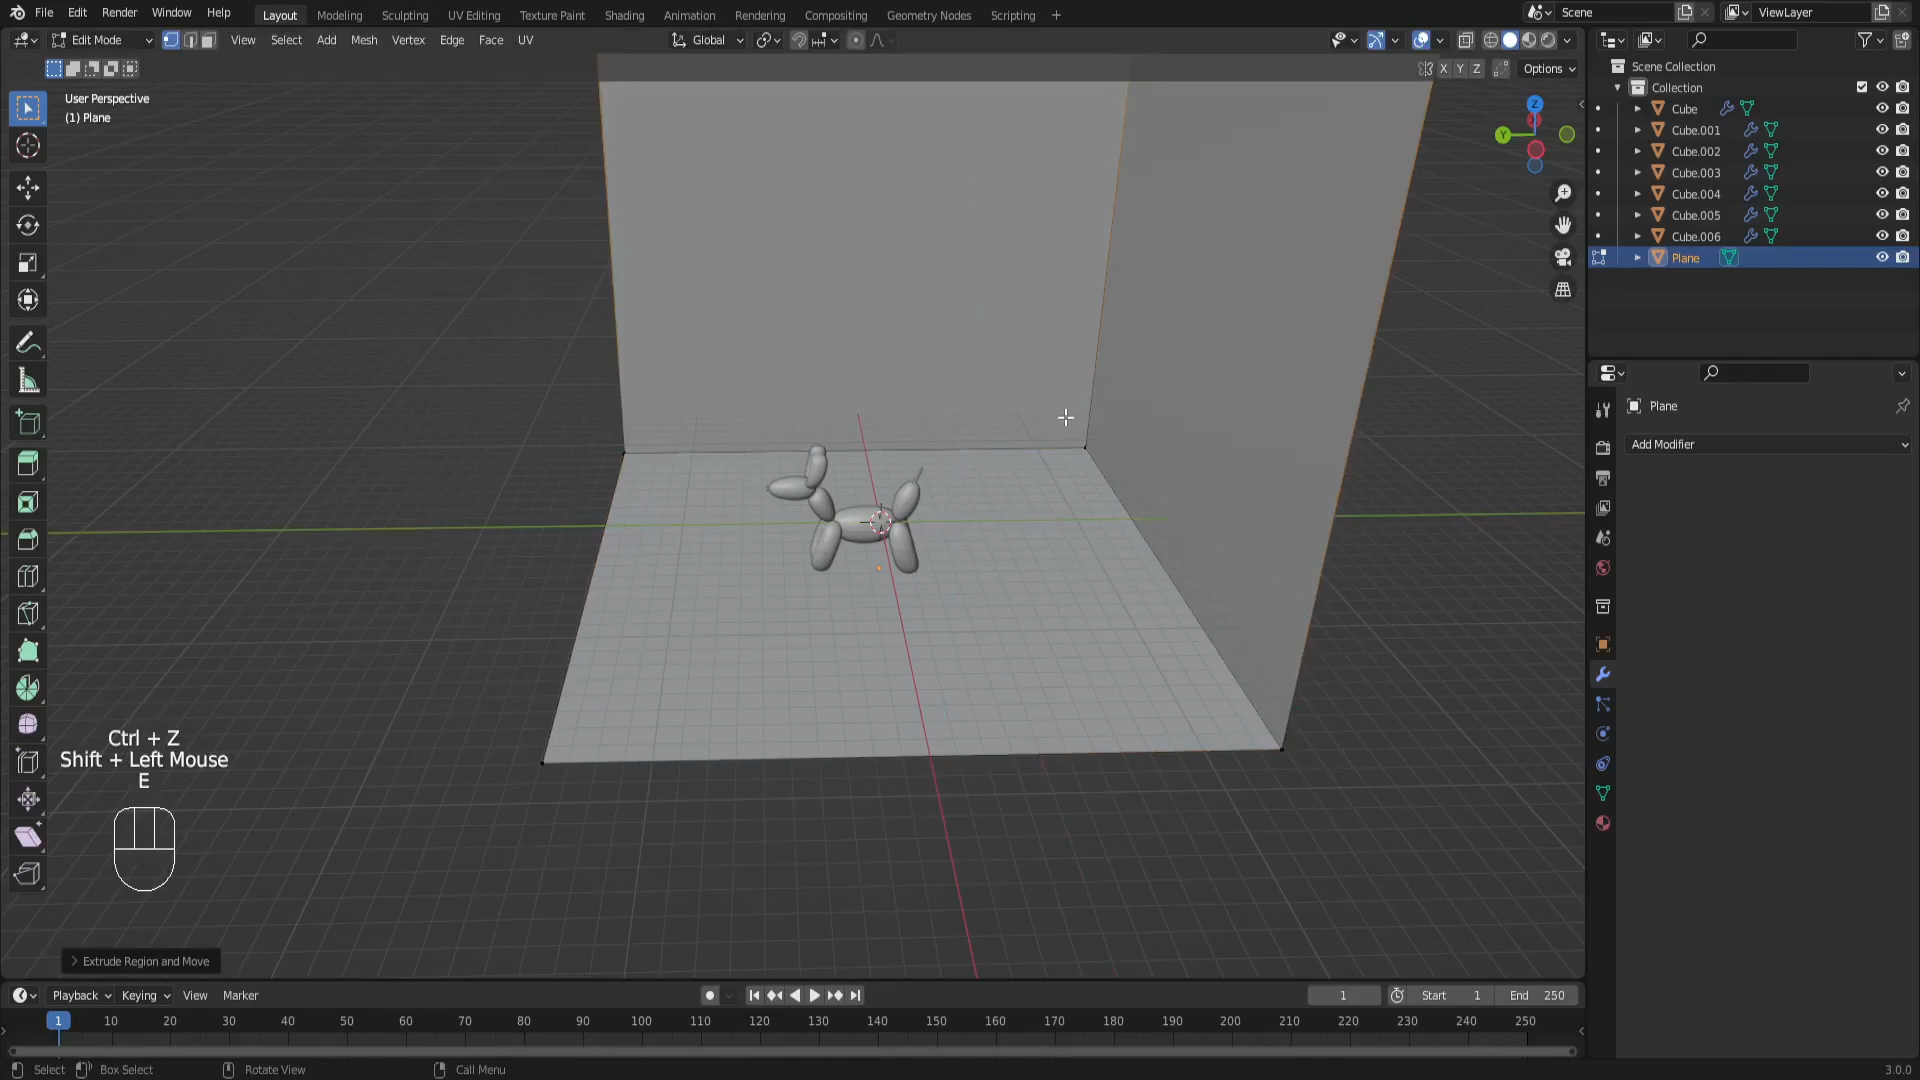 File Edit Render Window Help Layout Modeling Sculpting UV Editing Texture Paint Shading Animation Rendering Compositing Geometry Nodes Scripting + Scene ViewLayer
Edit Mode View Select Add Mesh Vertex Edge Face UV Global
X Y Z Options
User Perspective
(1) Plane
Z
Y
Scene Collection
Collection
Cube
Cube.001
Cube.002
Cube.003
Cube.004
Cube.005
Cube.006
Plane
Plane
Add Modifier
Ctrl + Z
Shift + Left Mouse
E
Extrude Region and Move
Playback Keying View Marker 1 Start 1 End 250
1 10 20 30 40 50 60 70 80 90 100 110 120 130 140 150 160 170 180 190 200 210 220 230 240 250
Select Box Select Rotate View Call Menu 3.0.0